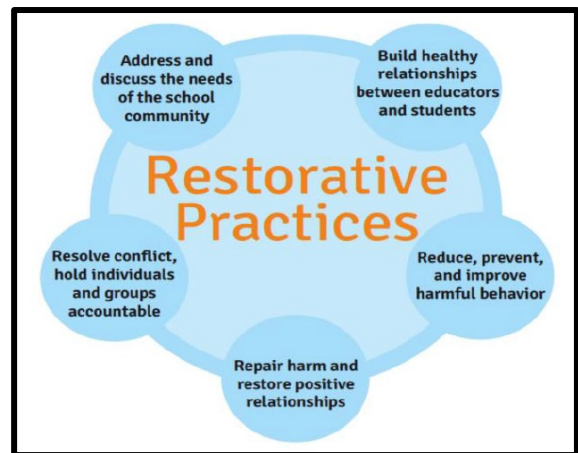 Address and
discuss the needs
of the school
community
Build healthy
relationships
between educators
and students
Restorative
Practices
Resolve conflict,
hold individuals
and groups
accountable
Reduce, prevent,
and improve
harmful behavior
Repair harm and
restore positive
relationships